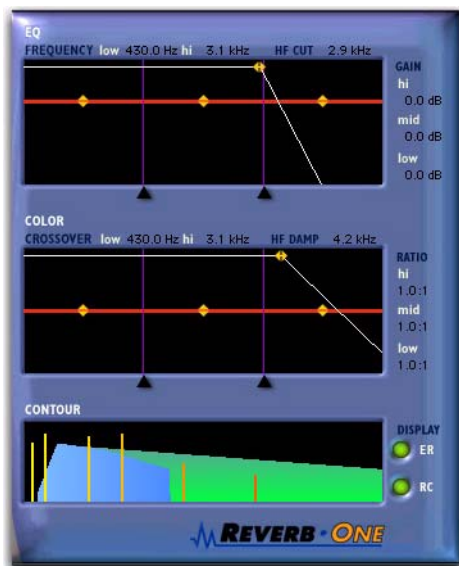 EQ
FREQUENCY low 430.0 Hz hi 3.1 kHz HF CUT 2.9 kHz
GAIN
hi
0.0 dB
mid
0.0 dB
low
0.0 dB
COLOR
CROSSOVER low 430.0 Hz hi 3.1 kHz HF DAMP 4.2 kHz
RATIO
hi
1.0:1
mid
1.0:1
low
1.0:1
CONTOUR
DISPLAY
ER
RC
REVERB·ONE